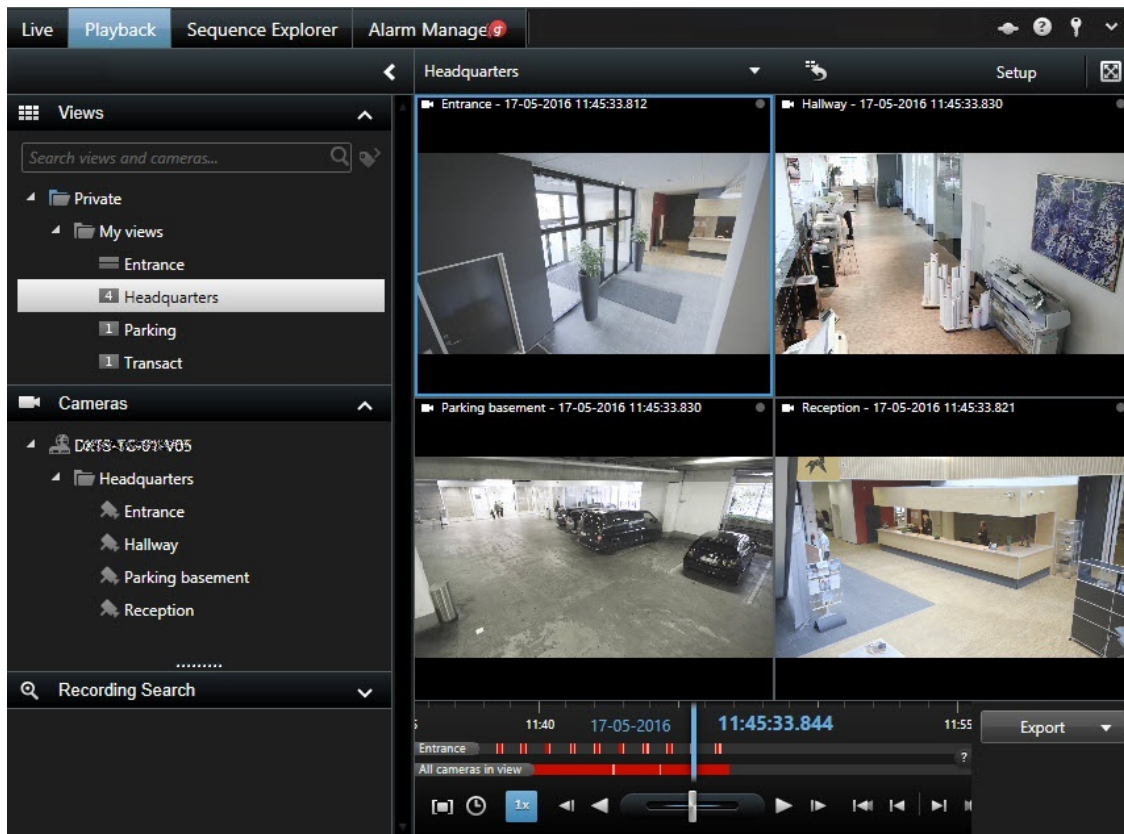 Live Playback Sequence Explorer Alarm Manage
Headquarters Setup
Views
Search views and cameras...
Private
My views
Entrance
4 Headquarters
1 Parking
1 Transact
Cameras
Headquarters
Entrance
Hallway
Parking basement
Reception
Recording Search
Entrance - 17-05-2016 11:45:33.812
Hallway - 17-05-2016 11:45:33.830
Parking basement - 17-05-2016 11:45:33.830
Reception - 17-05-2016 11:45:33.821
11:40 17-05-2016 11:45:33.844 11:55
Export
Entrance
?
All cameras in view
1x